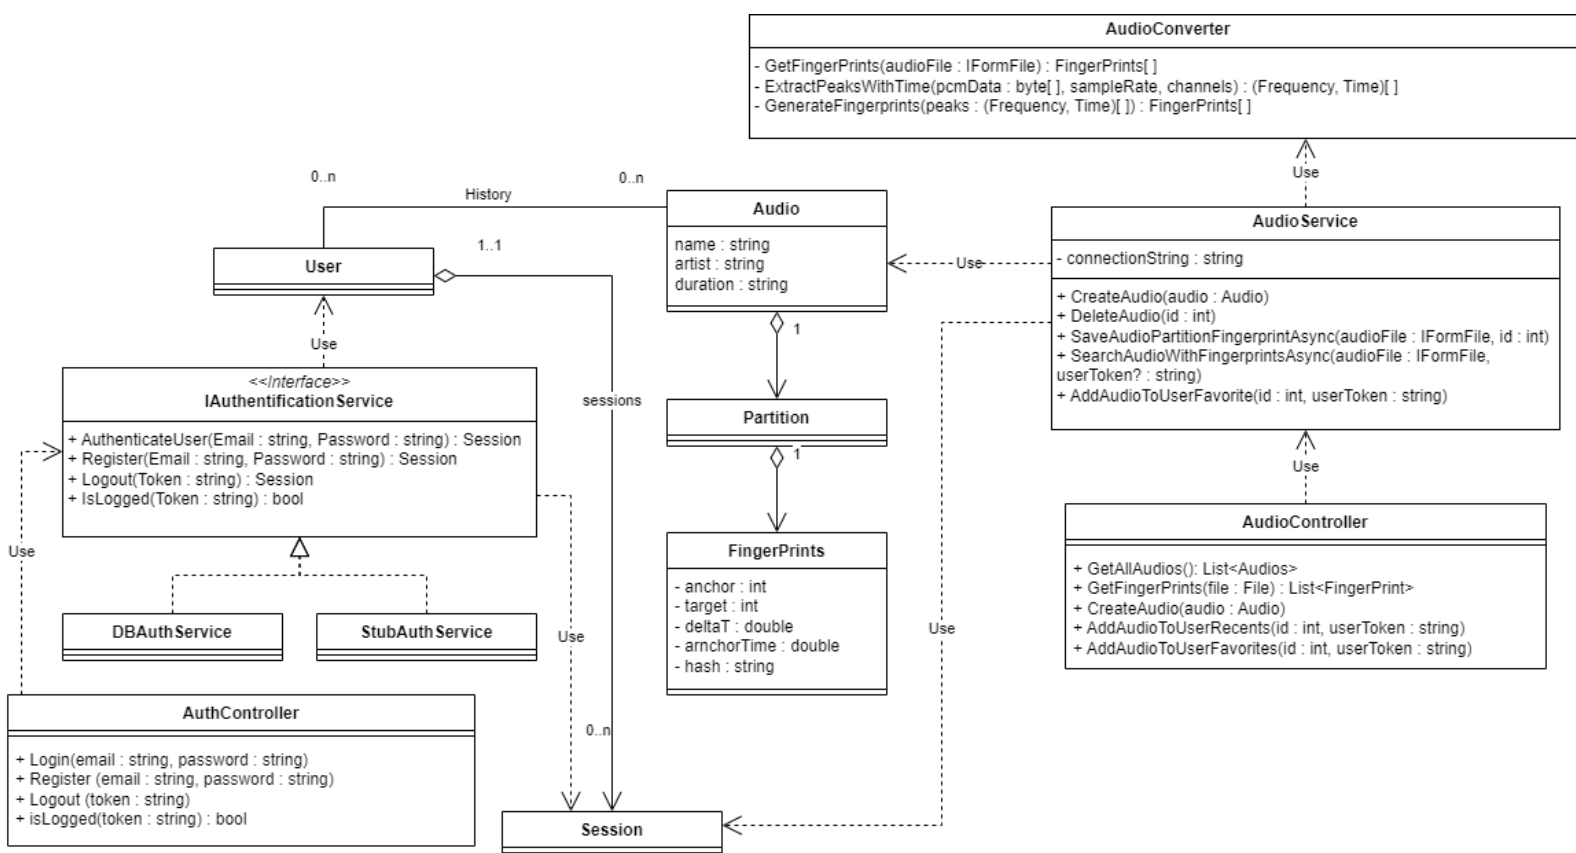 AudioConverter
- GetFingerPrints(audioFile : IFormFile) : FingerPrints[ ]
- ExtractPeaksWithTime(pcmData : byte[ ], sampleRate, channels) : (Frequency, Time)[ ]
- GenerateFingerprints(peaks : (Frequency, Time)[ ]) : FingerPrints[ ]
Use
0..n
0..n
History
Audio
name : string
artist : string
duration : string
Use
AudioService
- connectionString : string
+ CreateAudio(audio : Audio)
+ DeleteAudio(id : int)
+ SaveAudioPartitionFingerprintAsync(audioFile : IFormFile, id : int)
+ SearchAudioWithFingerprintsAsync(audioFile : IFormFile,
userToken? : string)
+ AddAudioToUserFavorite(id : int, userToken : string)
User
1..1
Use
1
sessions
<<Interface>>
IAuthentificationService
+ AuthenticateUser(Email : string, Password : string) : Session
+ Register(Email : string, Password : string) : Session
+ Logout(Token : string) : Session
+ IsLogged(Token : string) : bool
Partition
1
Use
AudioController
+ GetAllAudios(): List<Audios>
+ GetFingerPrints(file : File) : List<FingerPrint>
+ CreateAudio(audio : Audio)
+ AddAudioToUserRecents(id : int, userToken : string)
+ AddAudioToUserFavorites(id : int, userToken : string)
FingerPrints
- anchor : int
- target : int
- deltaT : double
- arnchorTime : double
- hash : string
Use
DBAuthService
StubAuthService
Use
Use
AuthController
+ Login(email : string, password : string)
+ Register (email : string, password : string)
+ Logout (token : string)
+ isLogged(token : string) : bool
0..n
Session